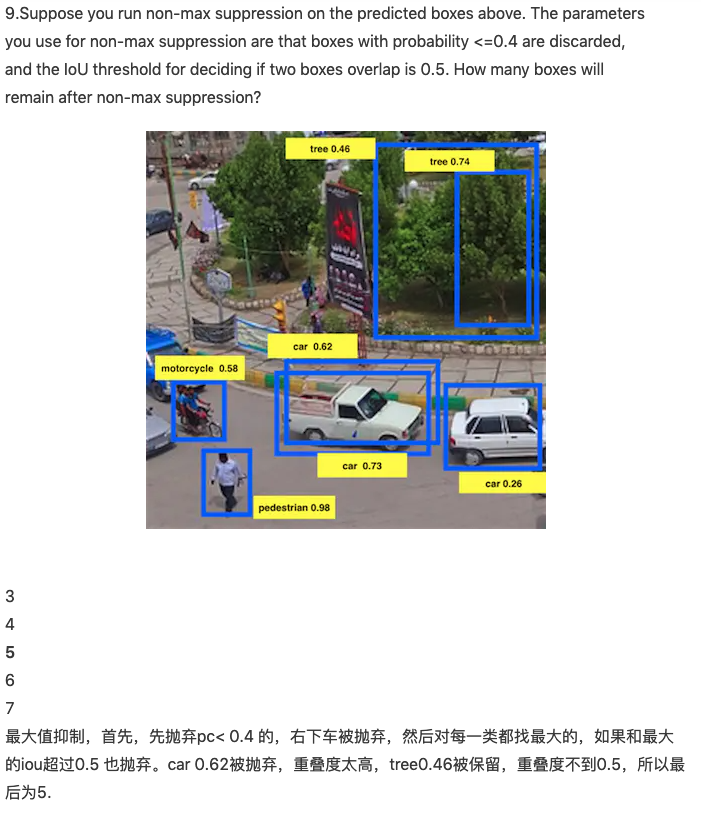 9.Suppose you run non-max suppression on the predicted boxes above. The parameters
you use for non-max suppression are that boxes with probability <=0.4 are discarded,
and the IoU threshold for deciding if two boxes overlap is 0.5. How many boxes will
remain after non-max suppression?
tree 0.46
tree 0.74
car 0.62
motorcycle 0.58
car 0.73
car 0.26
pedestrian 0.98
3
4
5
6
7
最大值抑制，首先，先抛弃pc< 0.4 的，右下车被抛弃，然后对每一类都找最大的，如果和最大
的iou超过0.5 也抛弃。car 0.62被抛弃，重叠度太高，tree0.46被保留，重叠度不到0.5，所以最
后为5.